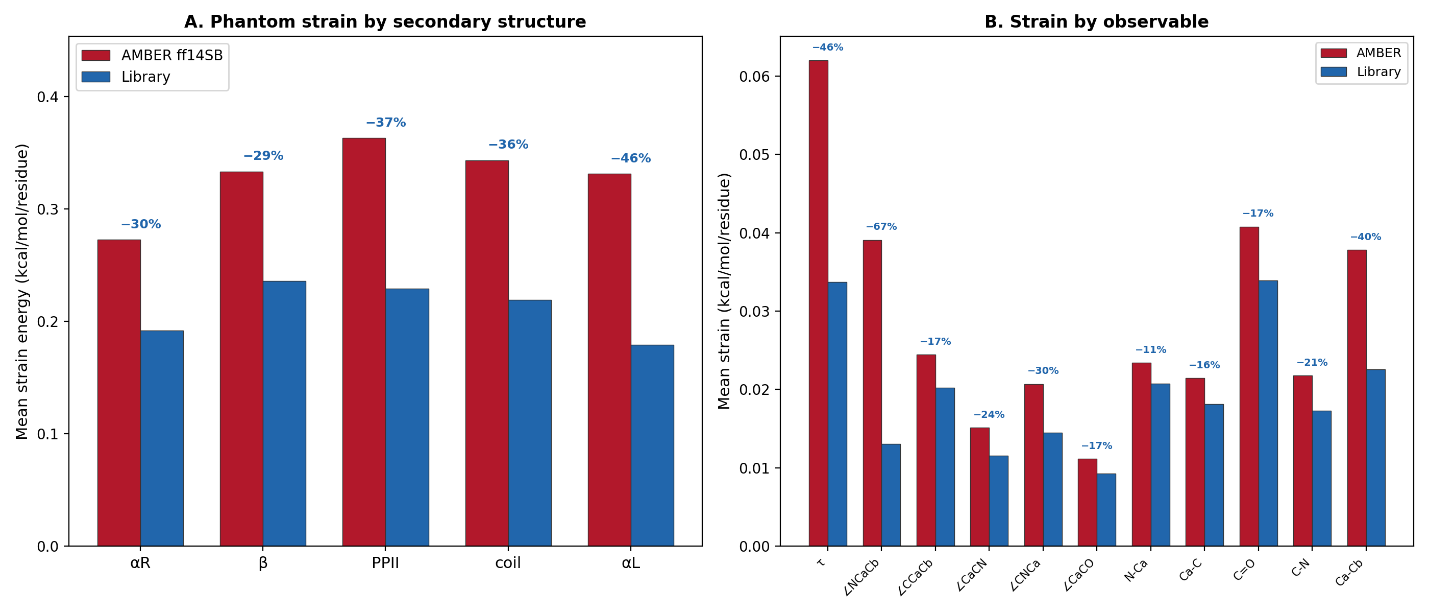 A. Phantom strain by secondary structure
Mean strain energy (kcal/mol/residue)
0.4
0.3
0.2
0.1
0.0
AMBER ff14SB
Library
−30%
−29%
−37%
−36%
−46%
αR
β
PPII
coil
αL
B. Strain by observable
Mean strain (kcal/mol/residue)
0.06
0.05
0.04
0.03
0.02
0.01
0.00
AMBER
Library
−46%
−67%
−17%
−24%
−30%
−17%
−11%
−16%
−17%
−21%
−40%
τ
∠NCaCb
∠CCaCb
∠CaCN
∠CNCa
∠CaCO
N-Ca
Ca-C
C=O
C-N
Ca-Cb